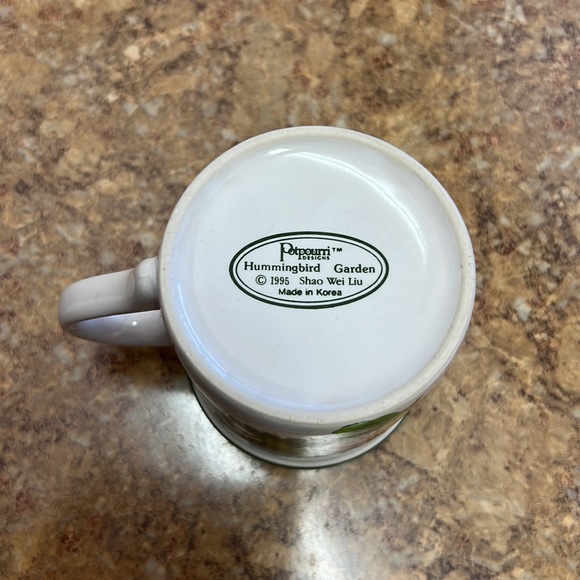 Potpourri™
DESIGNS
Hummingbird Garden
© 1995 Shao Wei Liu
Made in Korea